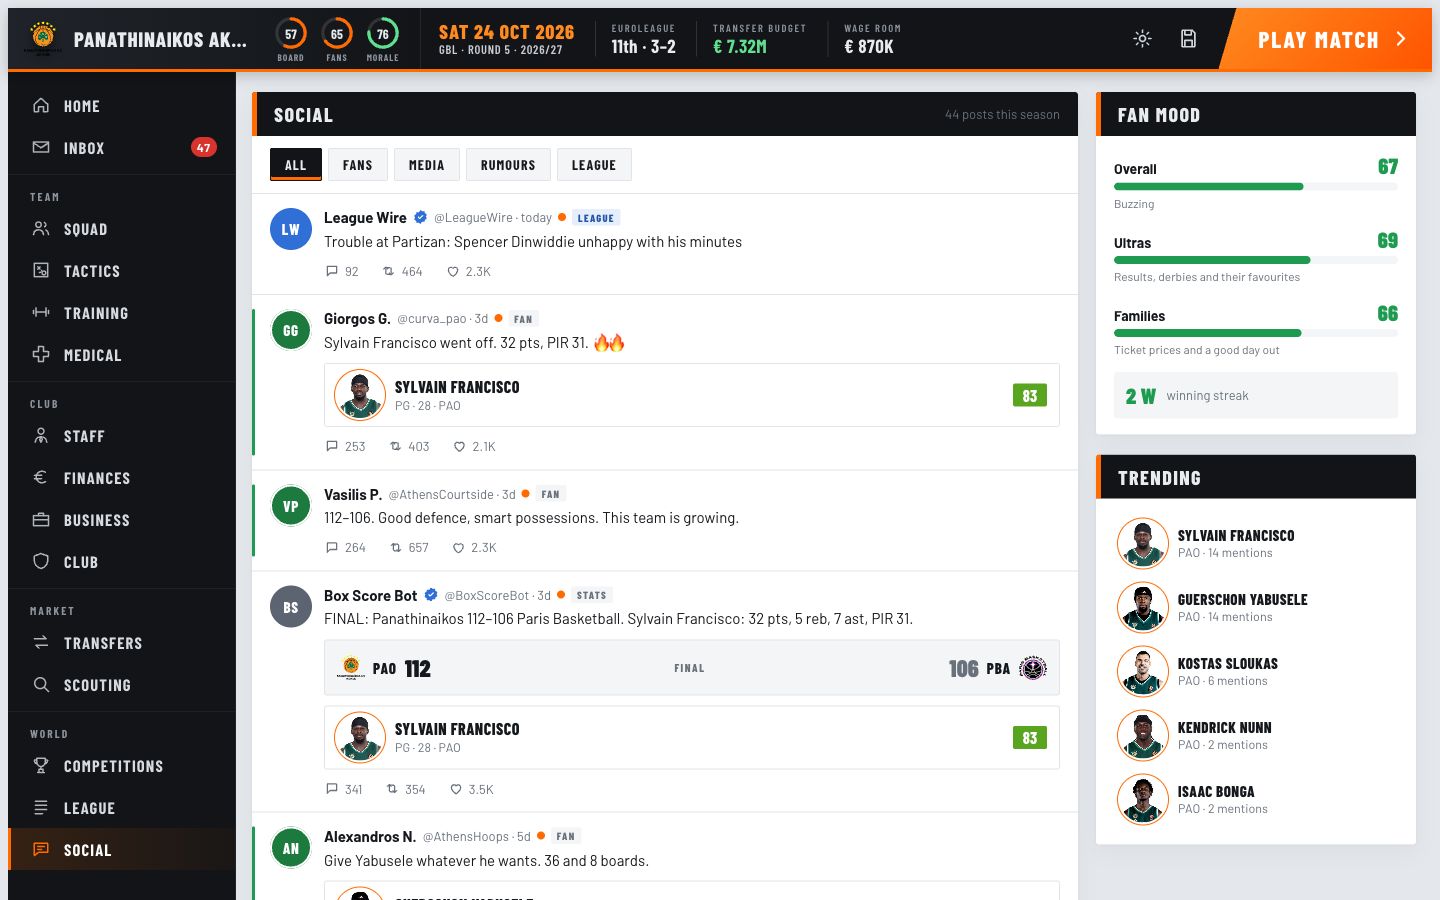 PANATHINAIKOS AK...
57
BOARD
65
FANS
76
MORALE
SAT 24 OCT 2026
GBL · ROUND 5 · 2026/27
EUROLEAGUE
11th · 3–2
TRANSFER BUDGET
€ 7.32M
WAGE ROOM
€ 870K
PLAY MATCH
HOME
INBOX
47
TEAM
SQUAD
TACTICS
TRAINING
MEDICAL
CLUB
STAFF
FINANCES
BUSINESS
CLUB
MARKET
TRANSFERS
SCOUTING
WORLD
COMPETITIONS
LEAGUE
SOCIAL
SOCIAL
44 posts this season
ALL
FANS
MEDIA
RUMOURS
LEAGUE
LW
League Wire @LeagueWire · today LEAGUE
Trouble at Partizan: Spencer Dinwiddie unhappy with his minutes
92 464 2.3K
GG
Giorgos G. @curva_pao · 3d FAN
Sylvain Francisco went off. 32 pts, PIR 31. 🔥🔥
SYLVAIN FRANCISCO
PG · 28 · PAO
83
253 403 2.1K
VP
Vasilis P. @AthensCourtside · 3d FAN
112–106. Good defence, smart possessions. This team is growing.
264 657 2.3K
BS
Box Score Bot @BoxScoreBot · 3d STATS
FINAL: Panathinaikos 112–106 Paris Basketball. Sylvain Francisco: 32 pts, 5 reb, 7 ast, PIR 31.
PAO 112 FINAL 106 PBA
SYLVAIN FRANCISCO
PG · 28 · PAO
83
341 354 3.5K
AN
Alexandros N. @AthensHoops · 5d FAN
Give Yabusele whatever he wants. 36 and 8 boards.
FAN MOOD
Overall 67
Buzzing
Ultras 69
Results, derbies and their favourites
Families 66
Ticket prices and a good day out
2 W winning streak
TRENDING
SYLVAIN FRANCISCO
PAO · 14 mentions
GUERSCHON YABUSELE
PAO · 14 mentions
KOSTAS SLOUKAS
PAO · 6 mentions
KENDRICK NUNN
PAO · 2 mentions
ISAAC BONGA
PAO · 2 mentions